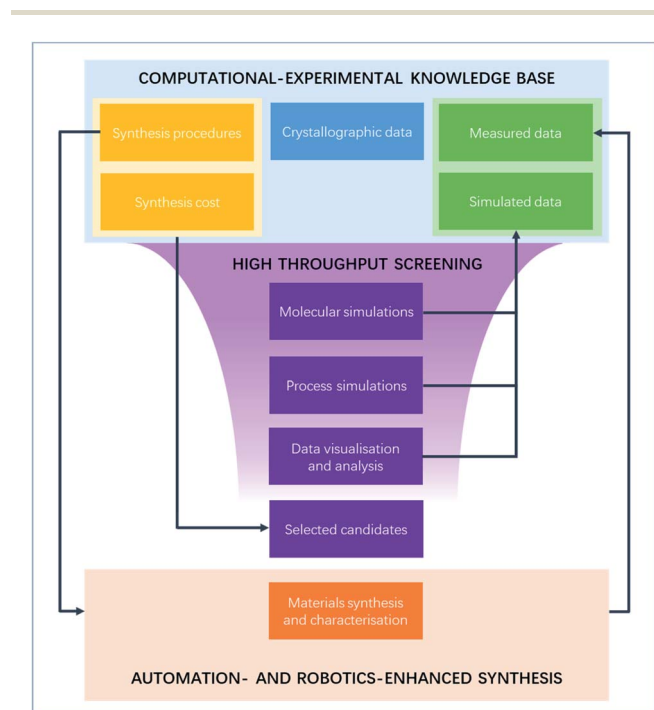 COMPUTATIONAL-EXPERIMENTAL KNOWLEDGE BASE
Synthesis procedures
Crystallographic data
Measured data
Synthesis cost
Simulated data
HIGH THROUGHPUT SCREENING
Molecular simulations
Process simulations
Data visualisation
and analysis
Selected candidates
Materials synthesis
and characterisation
AUTOMATION- AND ROBOTICS-ENHANCED SYNTHESIS